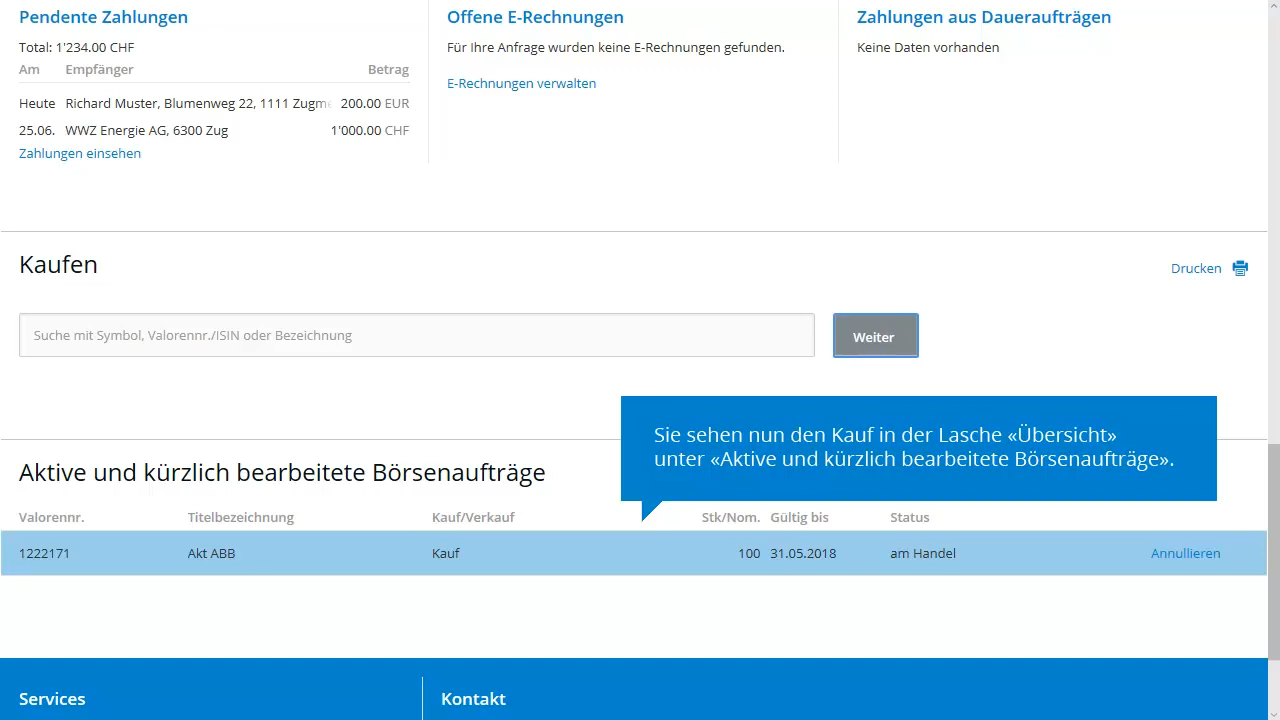 Pendente Zahlungen
Total: 1'234.00 CHF
Am Empfänger Betrag
Heute Richard Muster, Blumenweg 22, 1111 Zugme 200.00 EUR
25.06. WWZ Energie AG, 6300 Zug 1'000.00 CHF
Zahlungen einsehen
Offene E-Rechnungen
Für Ihre Anfrage wurden keine E-Rechnungen gefunden.
E-Rechnungen verwalten
Zahlungen aus Daueraufträgen
Keine Daten vorhanden
Kaufen
Drucken
Suche mit Symbol, Valorennr./ISIN oder Bezeichnung
Weiter
Sie sehen nun den Kauf in der Lasche «Übersicht»
unter «Aktive und kürzlich bearbeitete Börsenaufträge».
Aktive und kürzlich bearbeitete Börsenaufträge
Valorennr. Titelbezeichnung Kauf/Verkauf Stk/Nom. Gültig bis Status
1222171 Akt ABB Kauf 100 31.05.2018 am Handel Annullieren
Services
Kontakt